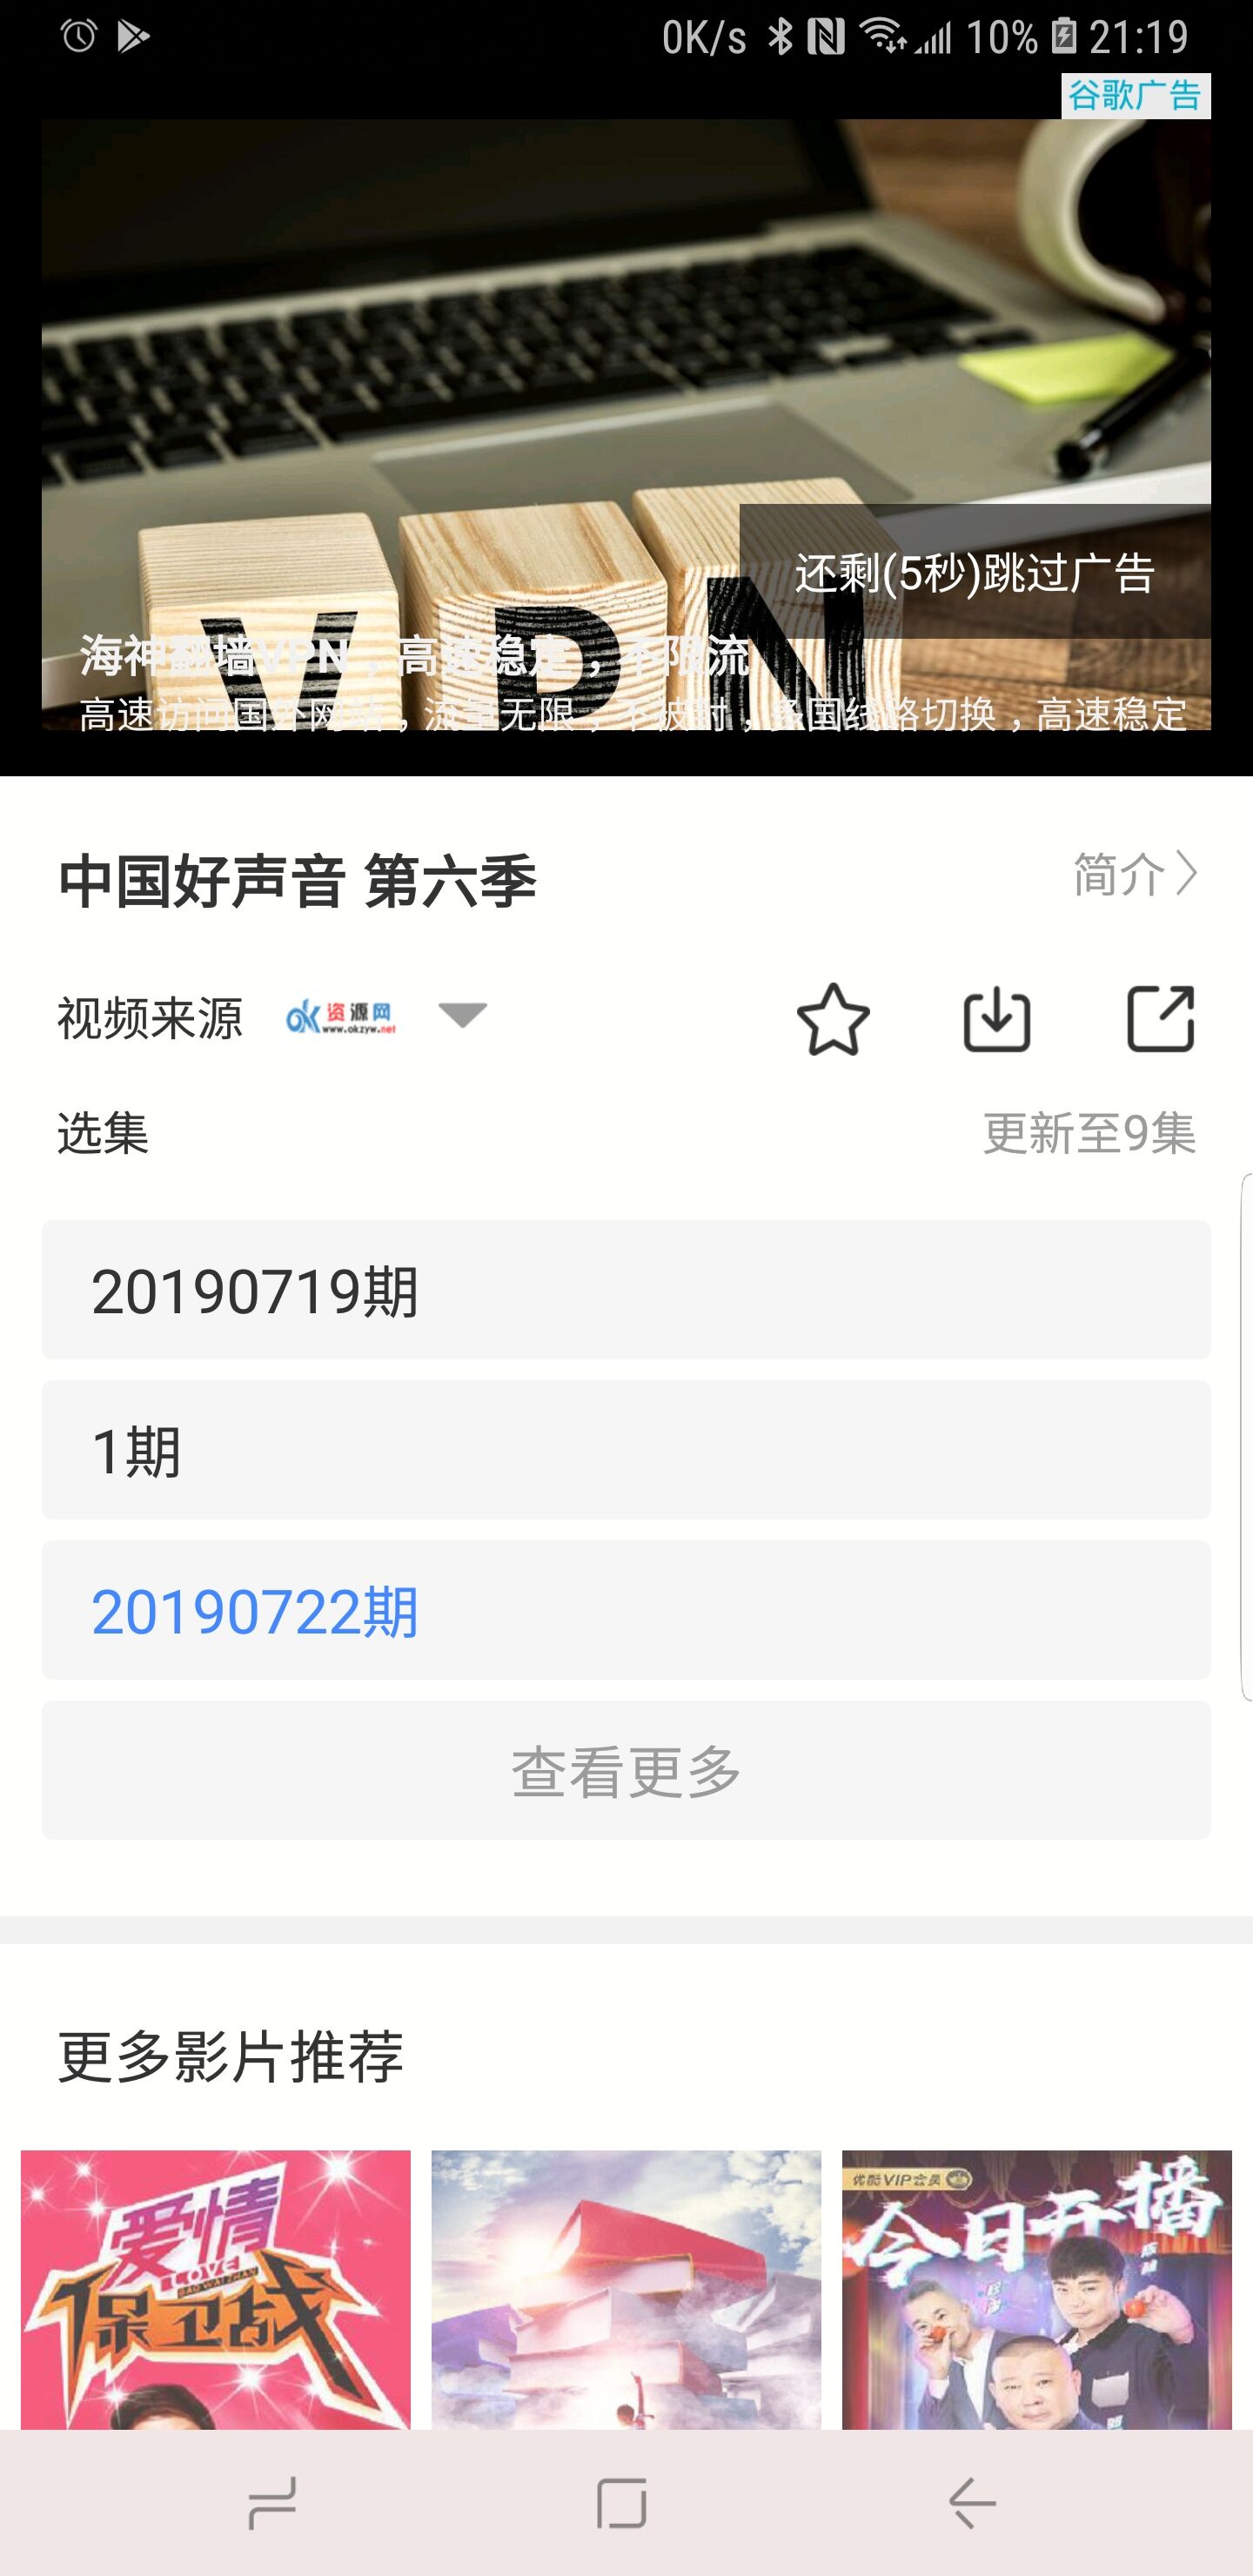 0K/s 10% 21:19
谷歌广告
V P N
还剩(5秒)跳过广告
海神翻墙VPN，高速稳定，不限流
高速访问国外网站，流量无限，不被封，多国线路切换，高速稳定
中国好声音 第六季
简介
视频来源
ok资源网
www.okzyw.net
选集
更新至9集
20190719期
1期
20190722期
查看更多
更多影片推荐
爱情
LOVE
BAO WEI ZHAN
保卫战
优酷VIP会员
今日开播